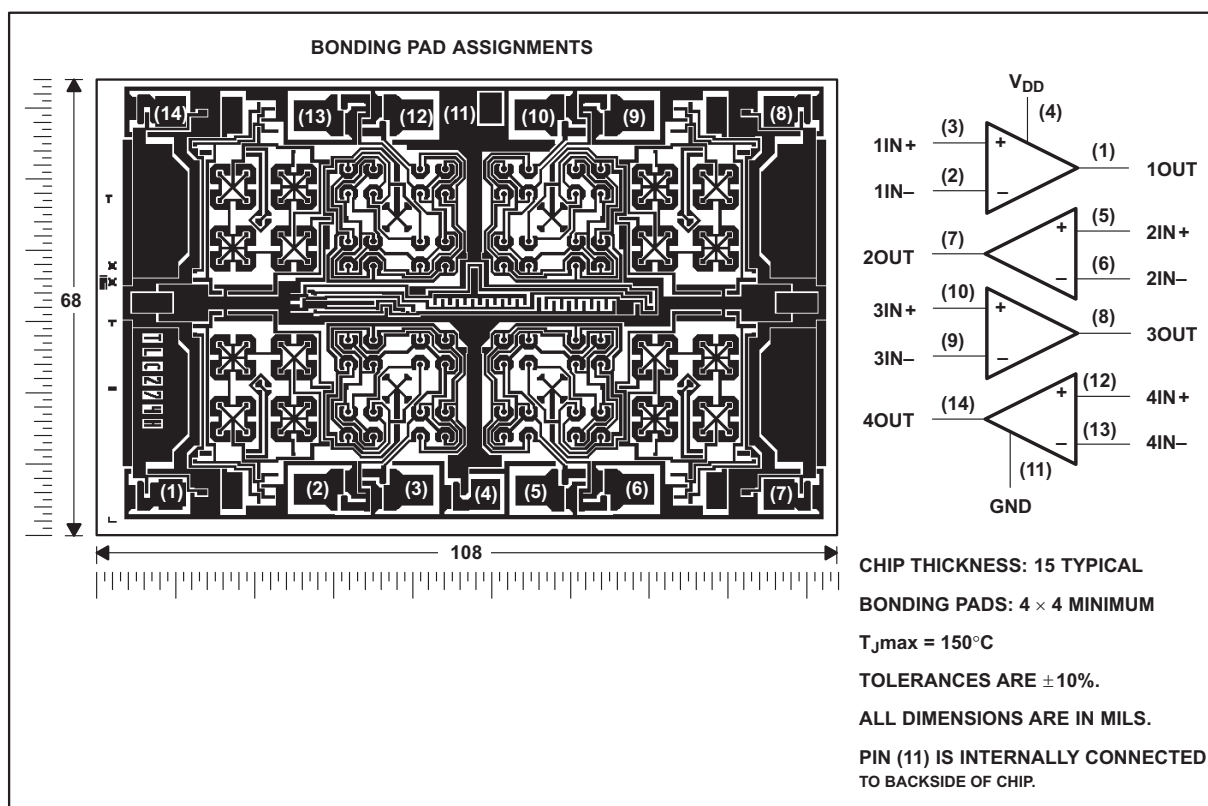 BONDING PAD ASSIGNMENTS
(14) (13) (12) (11) (10) (9) (8)
68
TLC274H
(1) (2) (3) (4) (5) (6) (7)
108
VDD
(4)
1IN+ (3) + (1) 1OUT
1IN– (2) –
2OUT (7) + (5) 2IN+
– (6) 2IN–
3IN+ (10) + (8) 3OUT
3IN– (9) –
4OUT (14) + (12) 4IN+
– (13) 4IN–
(11)
GND
CHIP THICKNESS: 15 TYPICAL
BONDING PADS: 4 × 4 MINIMUM
TJmax = 150°C
TOLERANCES ARE ±10%.
ALL DIMENSIONS ARE IN MILS.
PIN (11) IS INTERNALLY CONNECTED
TO BACKSIDE OF CHIP.